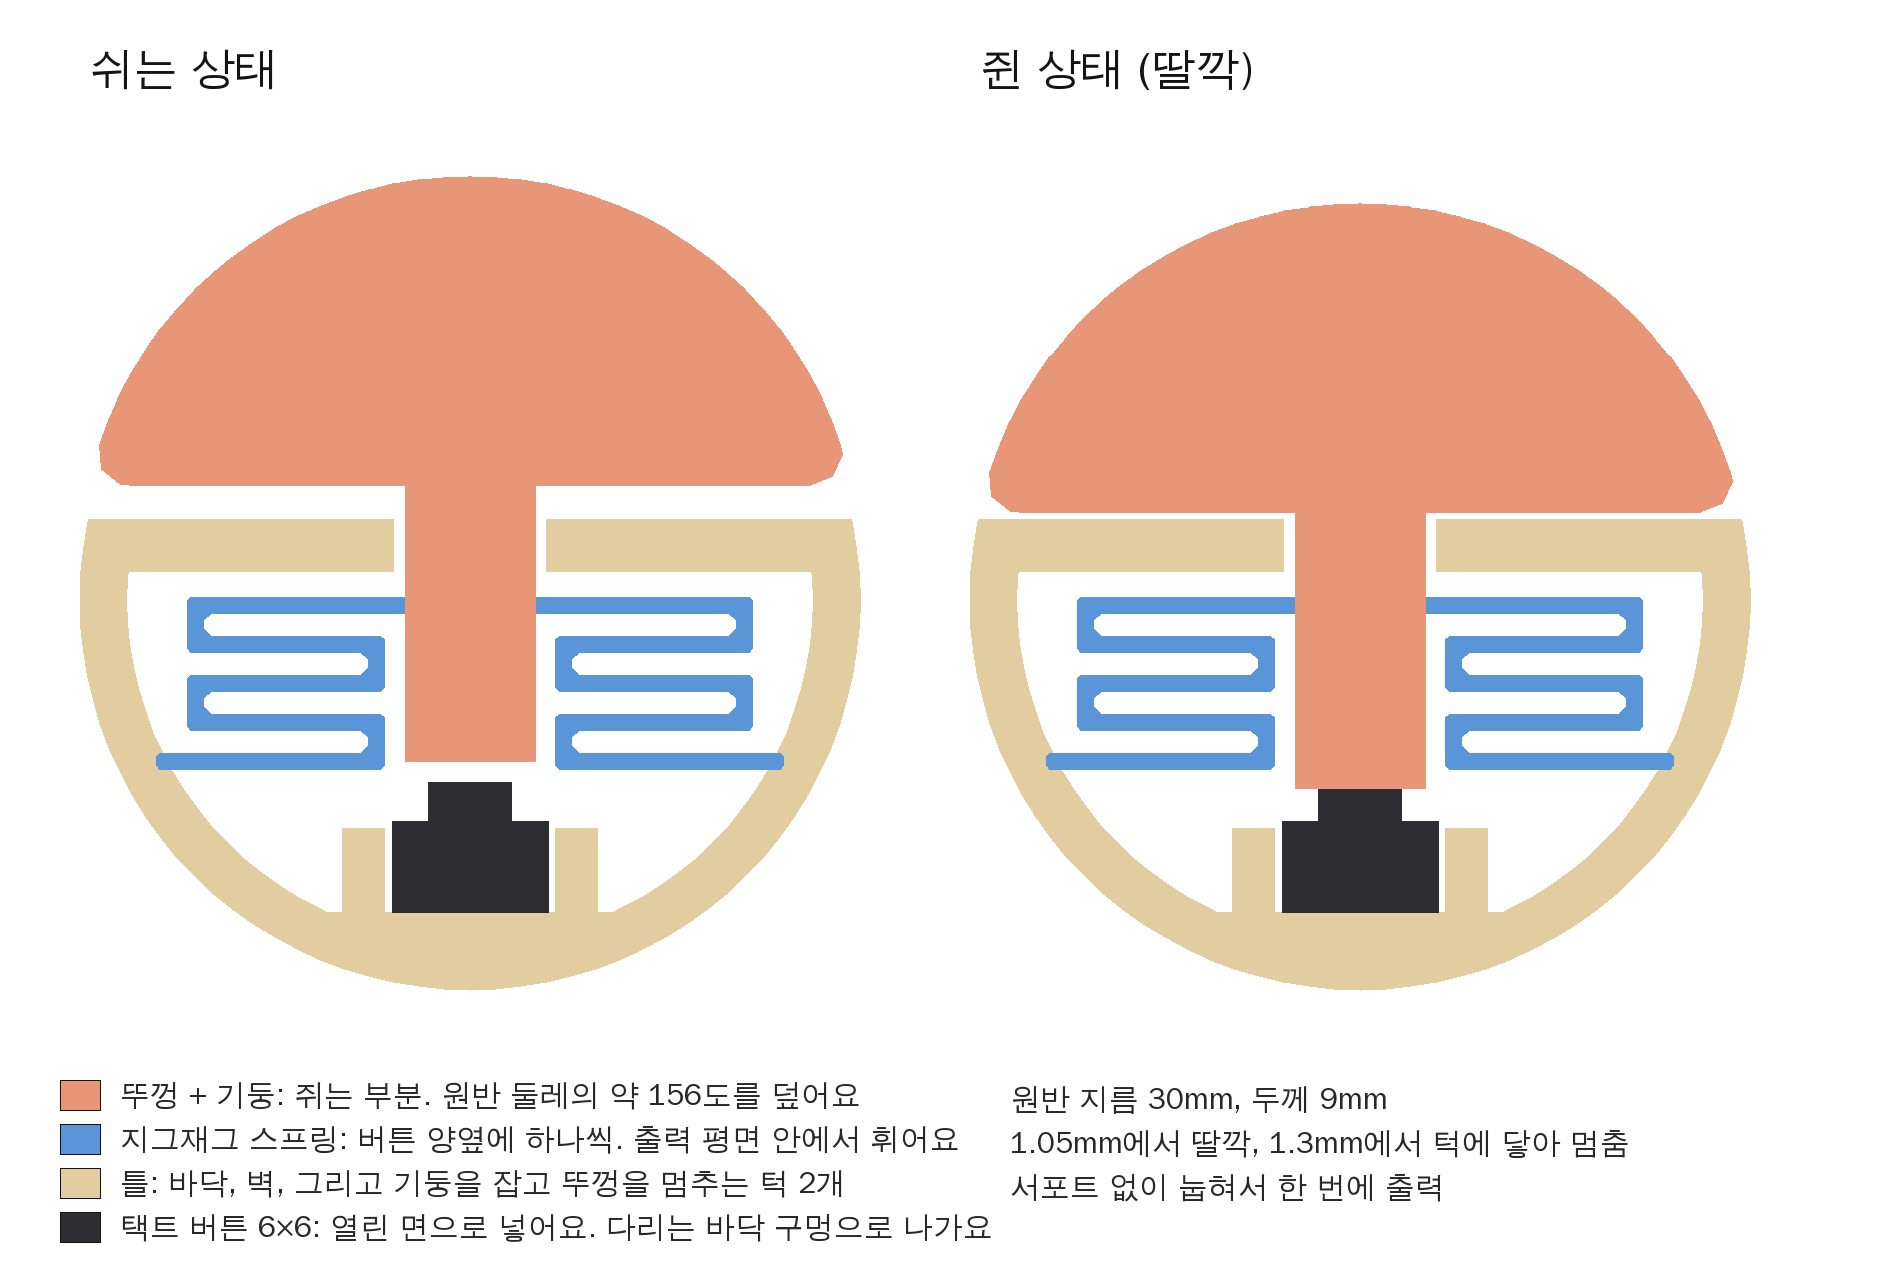 쉬는 상태
쥔 상태 (딸깍)
뚜껑 + 기둥: 쥐는 부분. 원반 둘레의 약 156도를 덮어요
지그재그 스프링: 버튼 양옆에 하나씩. 출력 평면 안에서 휘어요
틀: 바닥, 벽, 그리고 기둥을 잡고 뚜껑을 멈추는 턱 2개
택트 버튼 6×6: 열린 면으로 넣어요. 다리는 바닥 구멍으로 나가요
원반 지름 30mm, 두께 9mm
1.05mm에서 딸깍, 1.3mm에서 턱에 닿아 멈춤
서포트 없이 눕혀서 한 번에 출력